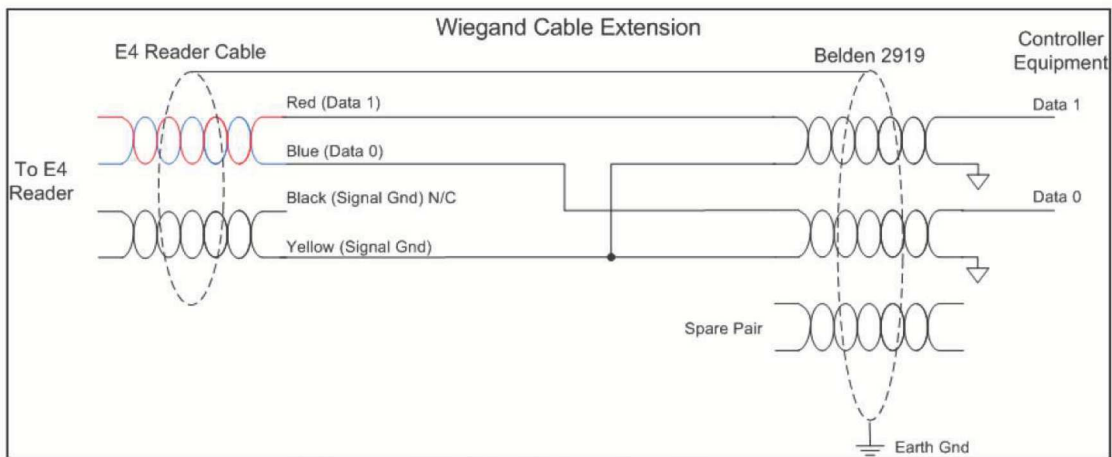 Wiegand Cable Extension
E4 Reader Cable
Belden 2919
Controller
Equipment
Red (Data 1)
Data 1
Blue (Data 0)
To E4
Reader
Black (Signal Gnd) N/C
Data 0
Yellow (Signal Gnd)
Spare Pair
Earth Gnd